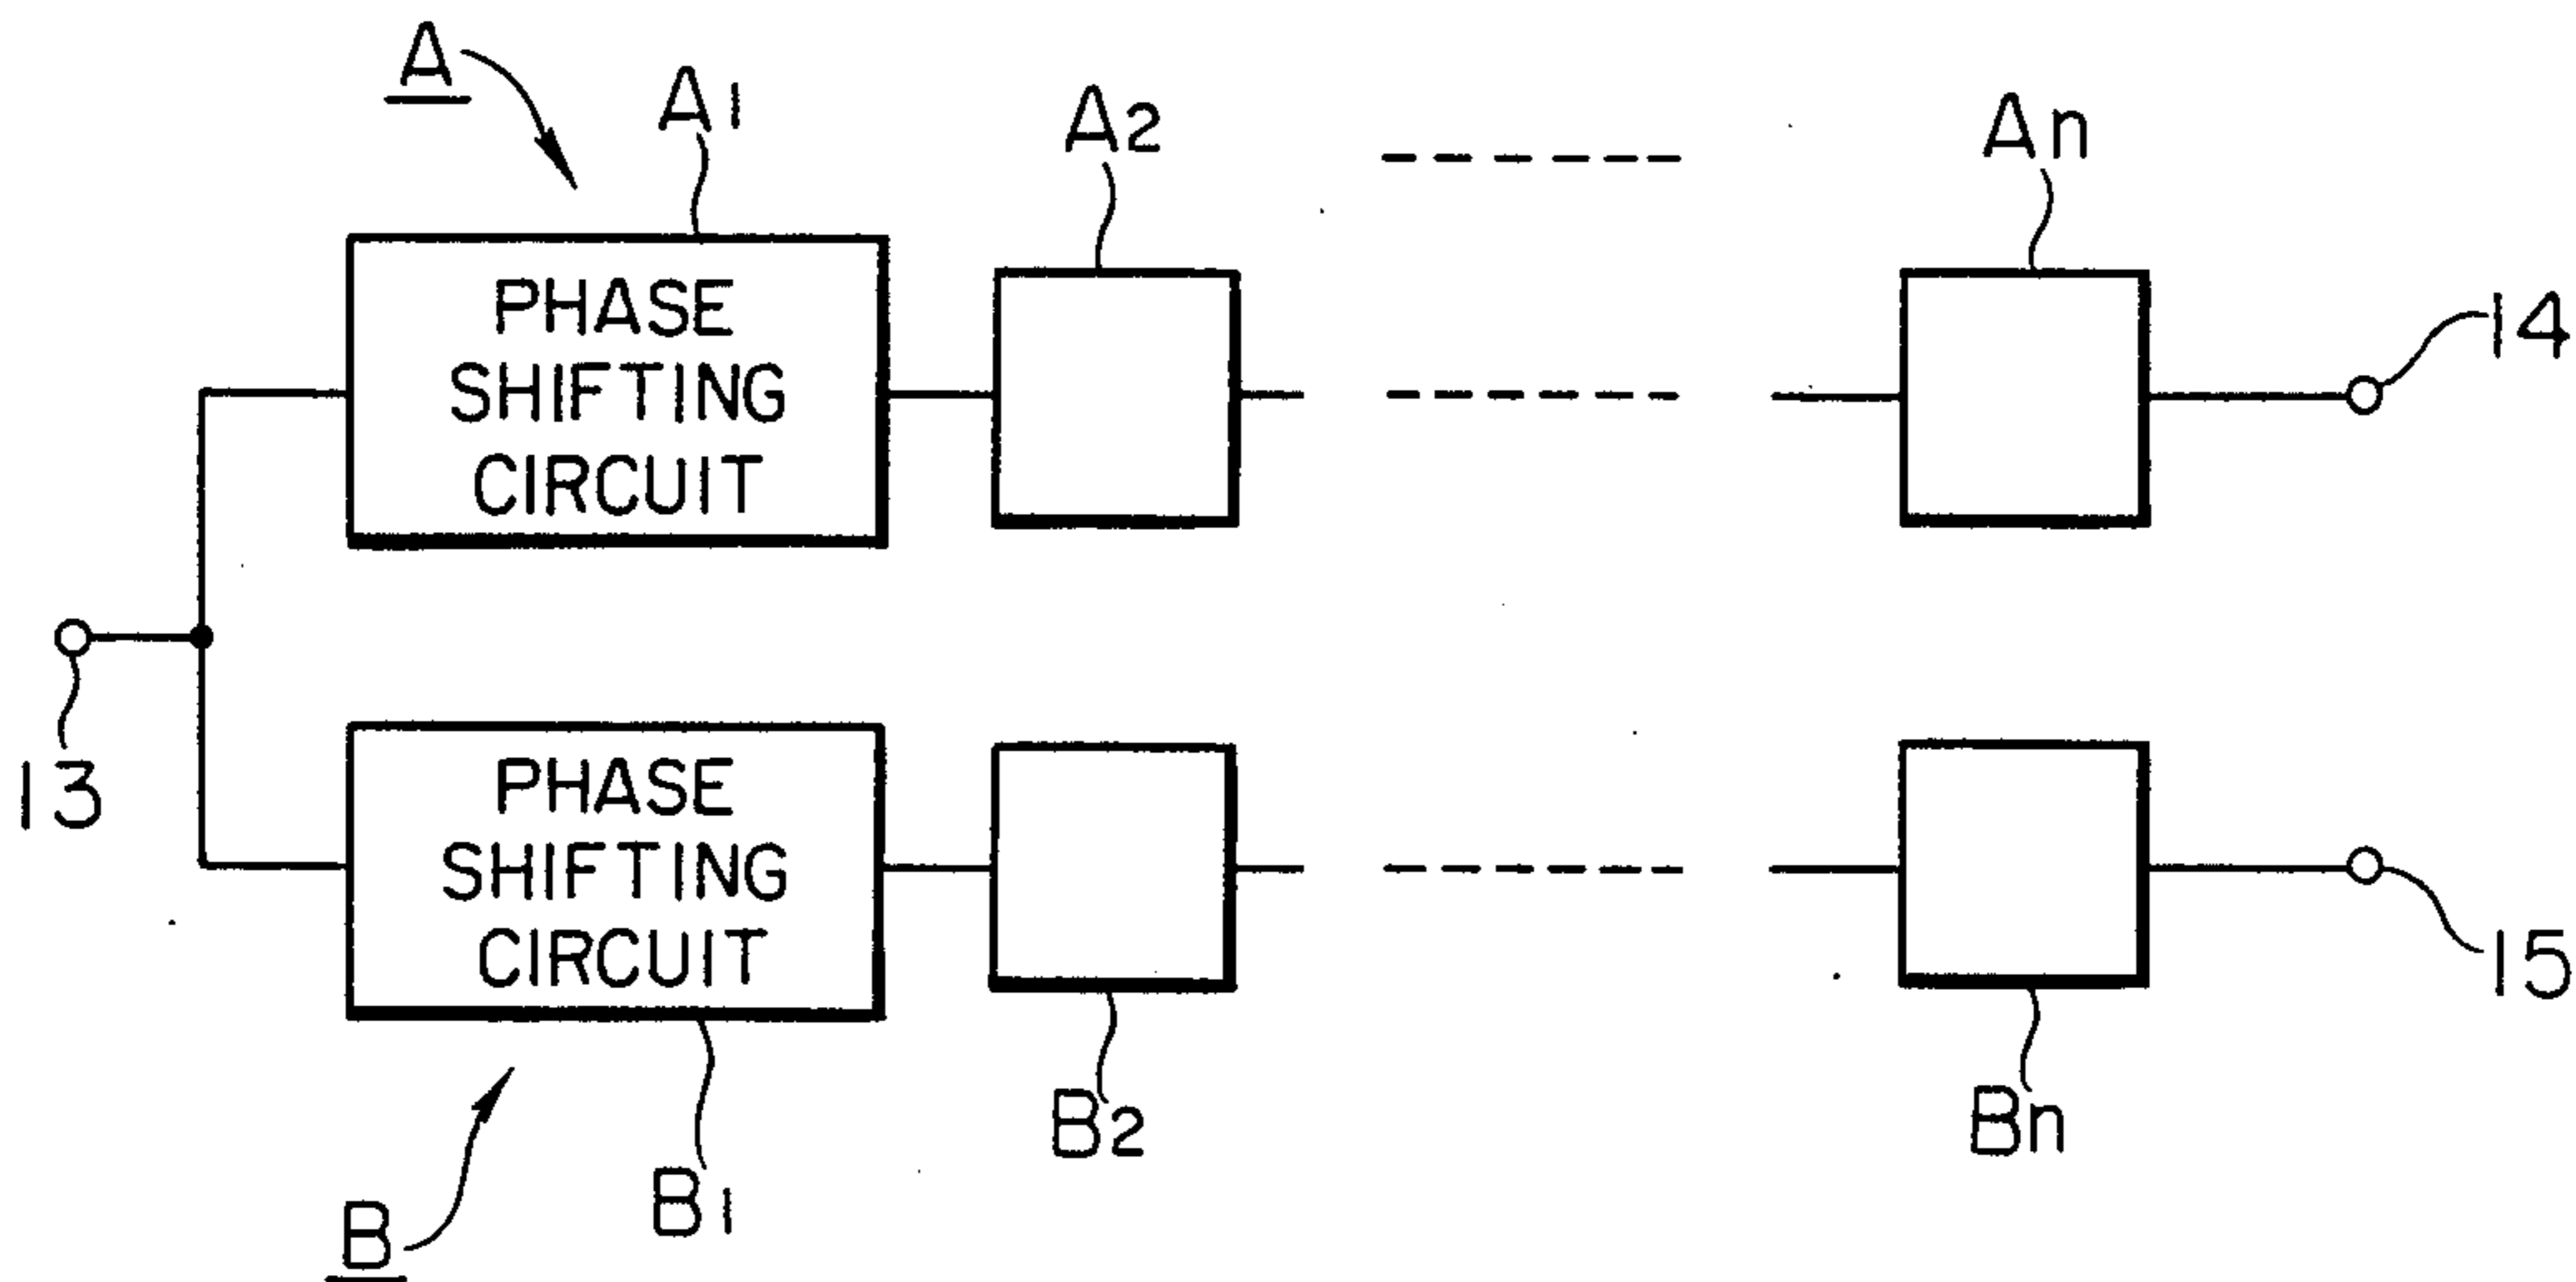 A
A1
A2
An
PHASE
SHIFTING
CIRCUIT
14
13
PHASE
SHIFTING
CIRCUIT
15
B
B1
B2
Bn